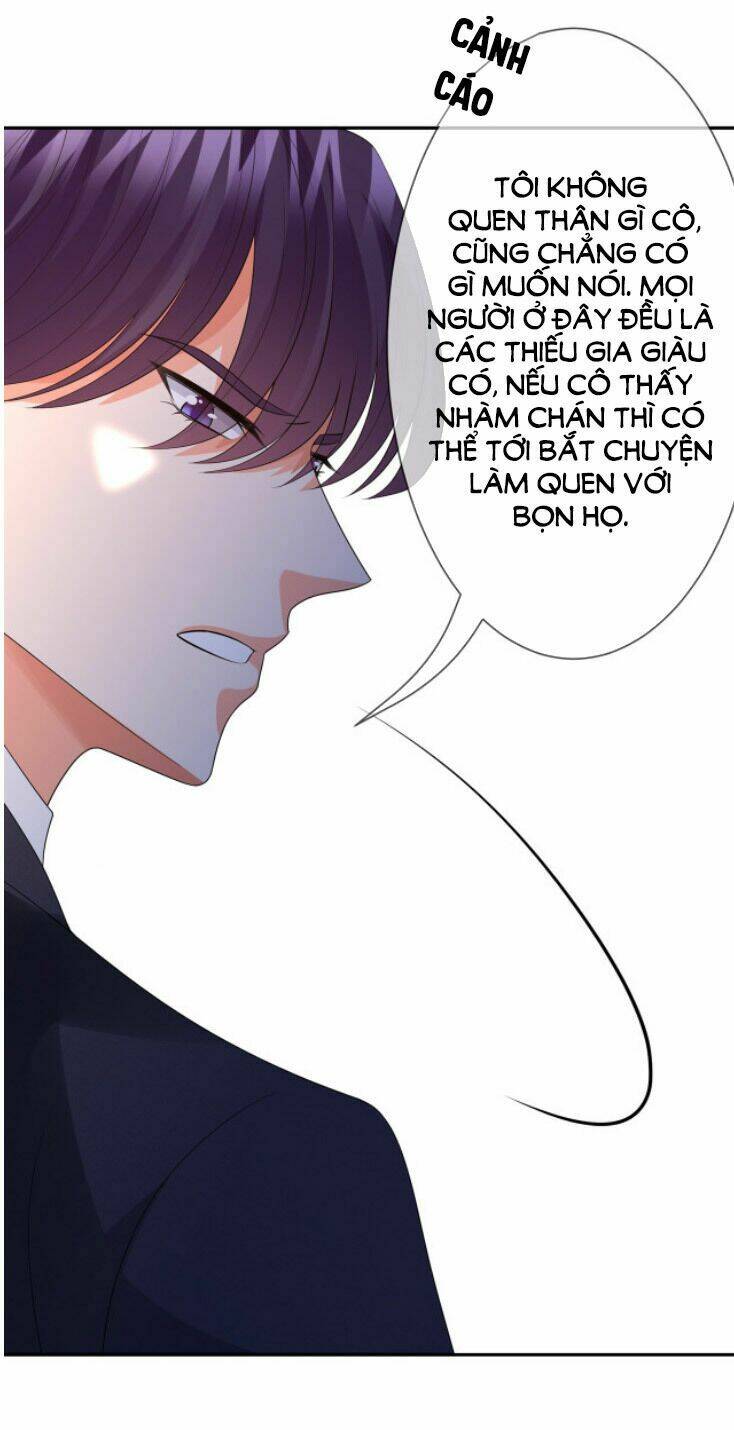 CẢNH
CÁO
TÔI KHÔNG
QUEN THÂN GÌ CÔ,
CŨNG CHẲNG CÓ
GÌ MUỐN NÓI. MỌI
NGƯỜI Ở ĐÂY ĐỀU LÀ
CÁC THIẾU GIA GIÀU
CÓ, NẾU CÔ THẤY
NHÀM CHÁN THÌ CÓ
THỂ TỚI BẮT CHUYỆN
LÀM QUEN VỚI
BỌN HỌ.